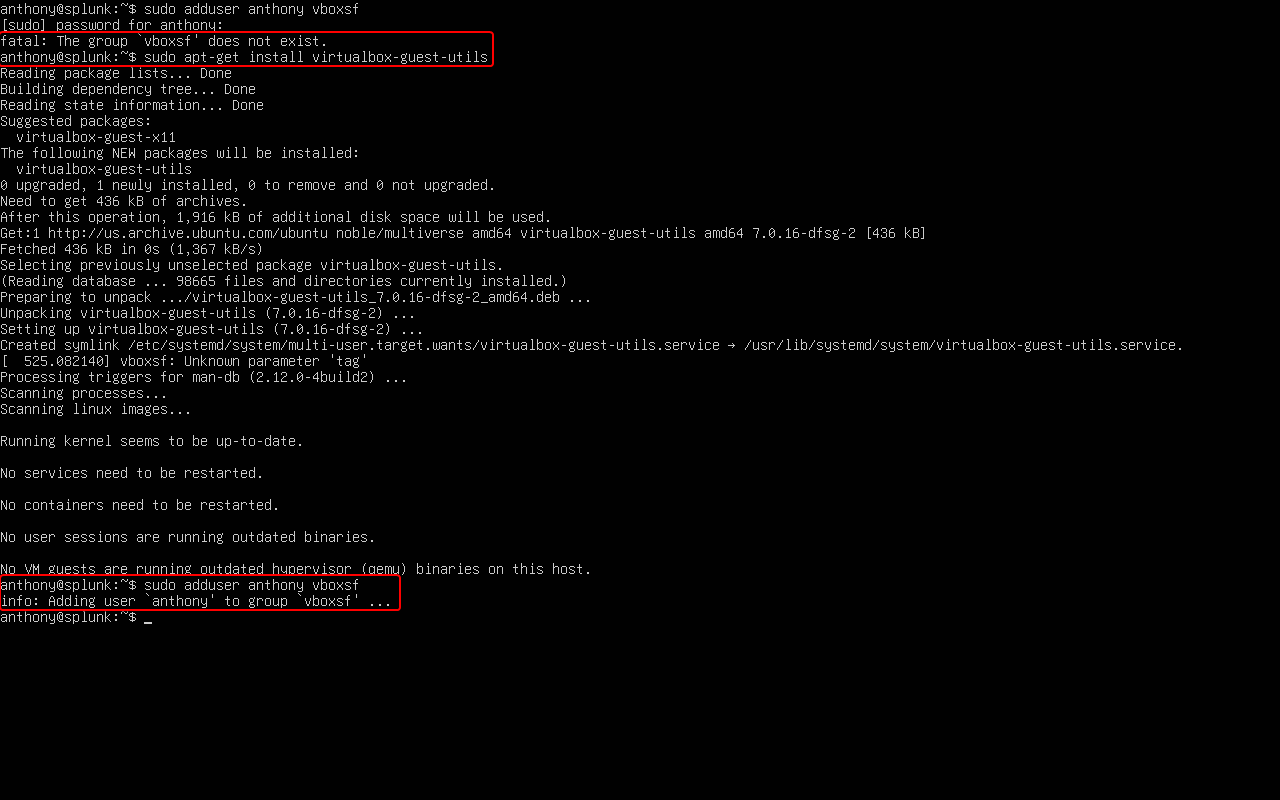 anthony@splunk:~$ sudo adduser anthony vboxsf
[sudo] password for anthony:
fatal: The group `vboxsf' does not exist.
anthony@splunk:~$ sudo apt-get install virtualbox-guest-utils
Reading package lists... Done
Building dependency tree... Done
Reading state information... Done
Suggested packages:
  virtualbox-guest-x11
The following NEW packages will be installed:
  virtualbox-guest-utils
0 upgraded, 1 newly installed, 0 to remove and 0 not upgraded.
Need to get 436 kB of archives.
After this operation, 1,916 kB of additional disk space will be used.
Get:1 http://us.archive.ubuntu.com/ubuntu noble/multiverse amd64 virtualbox-guest-utils amd64 7.0.16-dfsg-2 [436 kB]
Fetched 436 kB in 0s (1,367 kB/s)
Selecting previously unselected package virtualbox-guest-utils.
(Reading database ... 98665 files and directories currently installed.)
Preparing to unpack .../virtualbox-guest-utils_7.0.16-dfsg-2_amd64.deb ...
Unpacking virtualbox-guest-utils (7.0.16-dfsg-2) ...
Setting up virtualbox-guest-utils (7.0.16-dfsg-2) ...
Created symlink /etc/systemd/system/multi-user.target.wants/virtualbox-guest-utils.service → /usr/lib/systemd/system/virtualbox-guest-utils.service.
[  525.082140] vboxsf: Unknown parameter 'tag'
Processing triggers for man-db (2.12.0-4build2) ...
Scanning processes...
Scanning linux images...
Running kernel seems to be up-to-date.
No services need to be restarted.
No containers need to be restarted.
No user sessions are running outdated binaries.
No VM guests are running outdated hypervisor (qemu) binaries on this host.
anthony@splunk:~$ sudo adduser anthony vboxsf
info: Adding user `anthony' to group `vboxsf' ...
anthony@splunk:~$ _